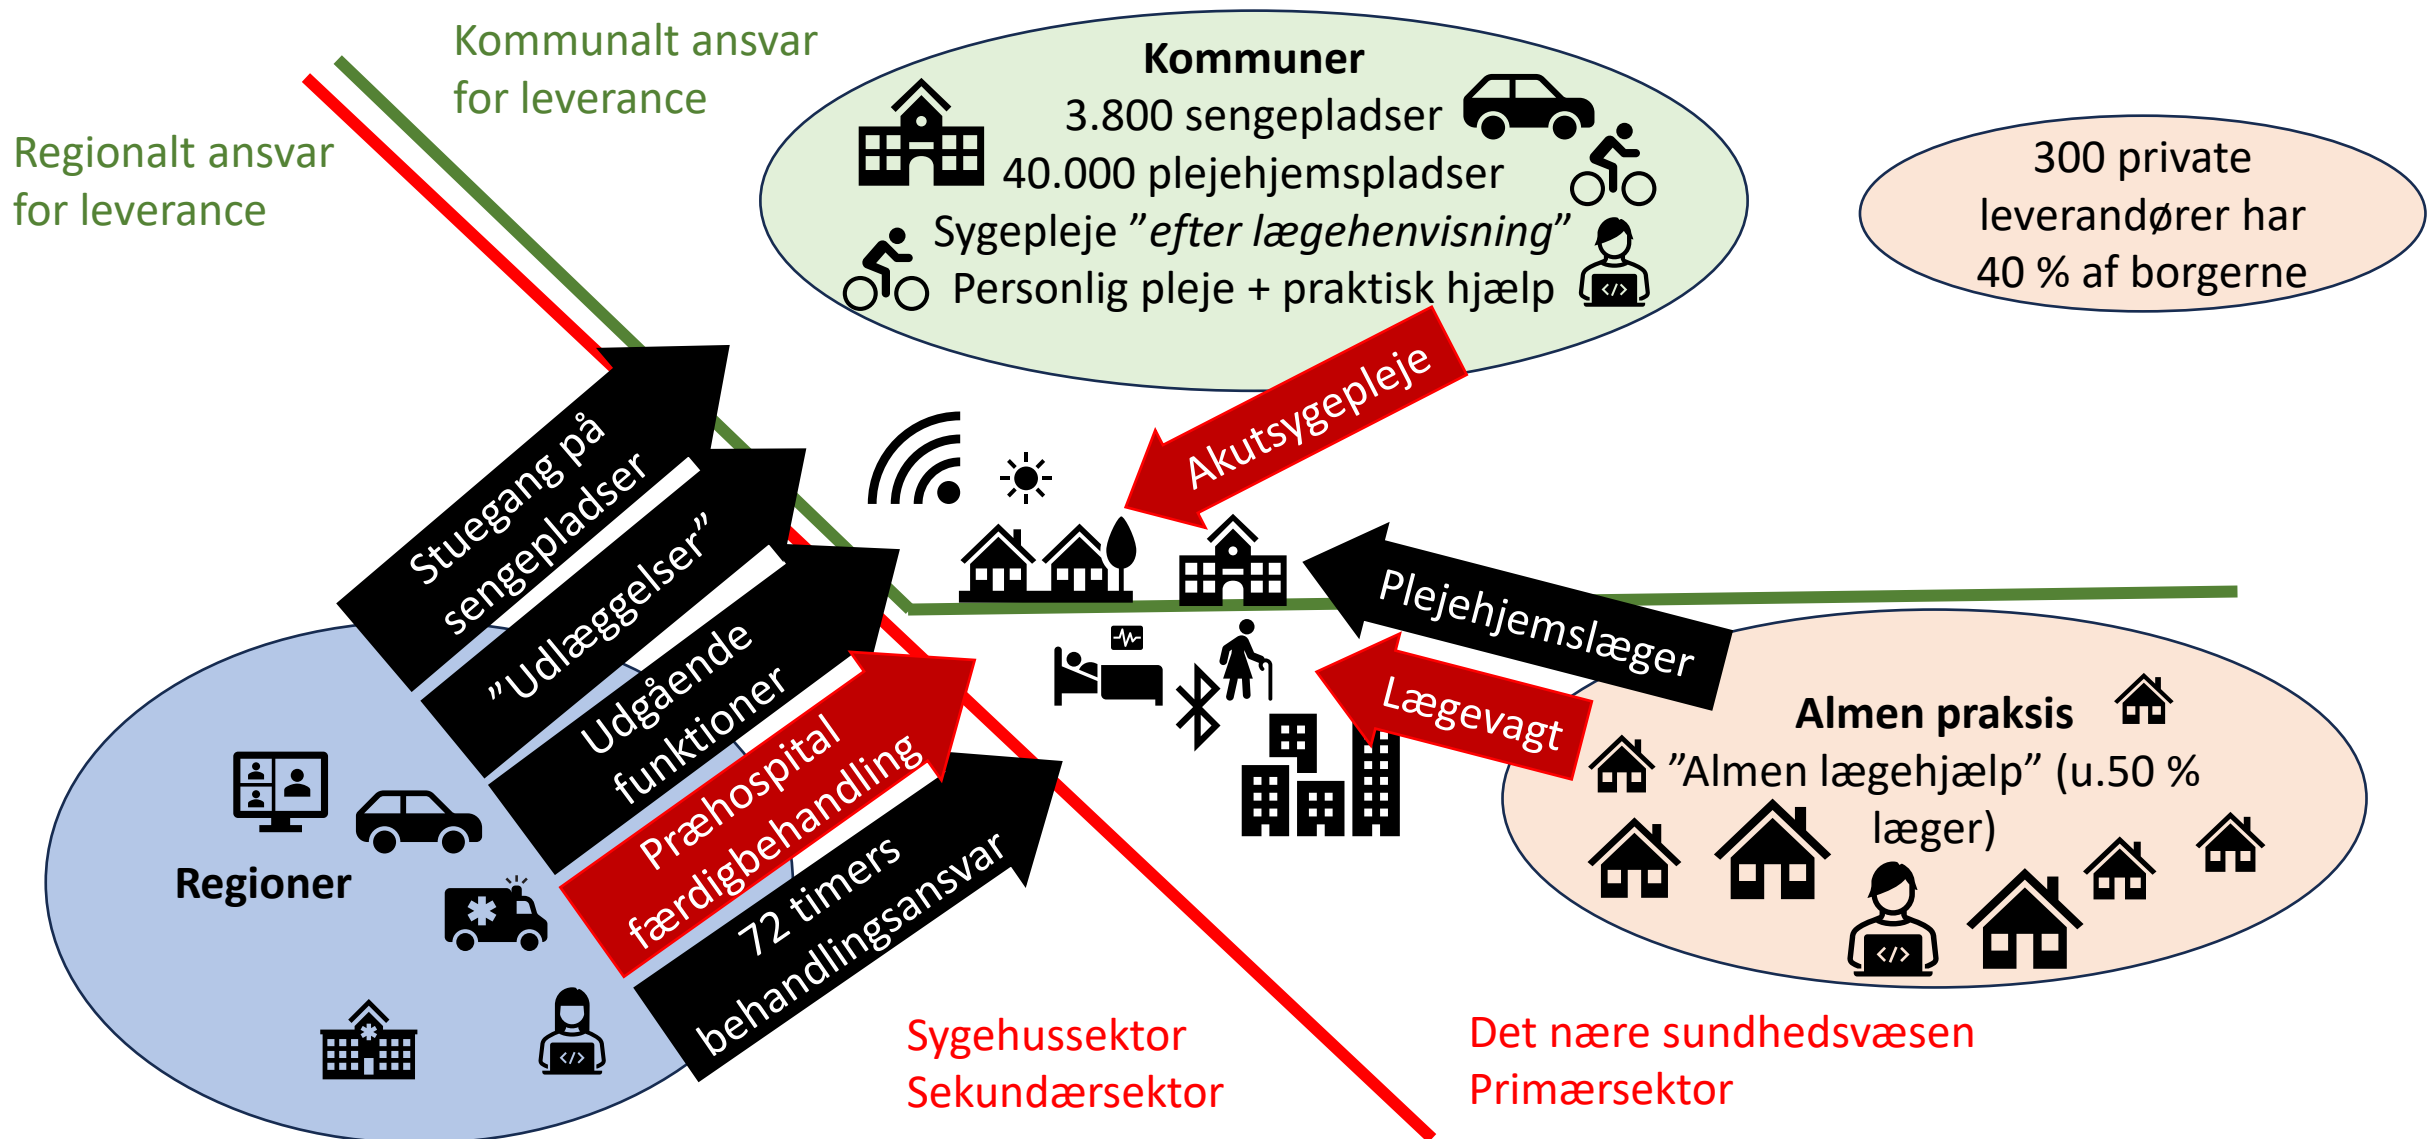 Kommunalt ansvar
for leverance
Regionalt ansvar
for leverance
Kommuner
3.800 sengepladser
40.000 plejehjemspladser
Sygepleje ”efter lægehenvisning”
Personlig pleje + praktisk hjælp
300 private
leverandører har
40 % af borgerne
Akutsygepleje
Stuegang på
sengepladser
”Udlæggelser”
Udgående
funktioner
Præhospital
færdigbehandling
72 timers
behandlingsansvar
Plejehjemslæger
Lægevagt
Regioner
Almen praksis
”Almen lægehjælp” (u.50 %
læger)
Sygehussektor
Sekundærsektor
Det nære sundhedsvæsen
Primærsektor